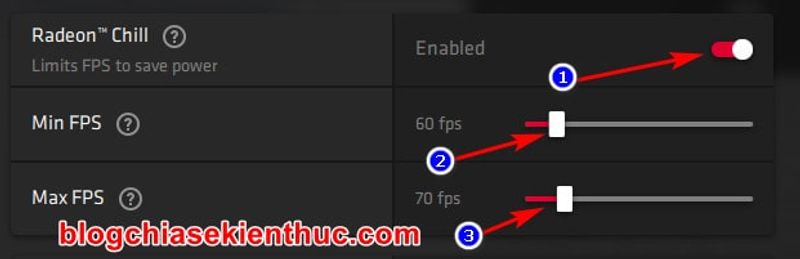 Radeon™ Chill ?
Enabled
Limits FPS to save power
1
Min FPS ?
60 fps
2
Max FPS ?
70 fps
3
blogchiasekienthuc.com